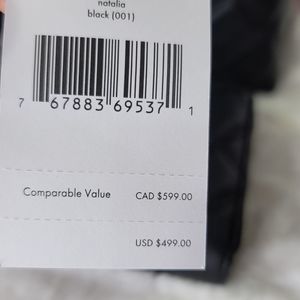 natalia
black (001)
7 67883 69537 1
Comparable Value CAD $599.00
USD $499.00